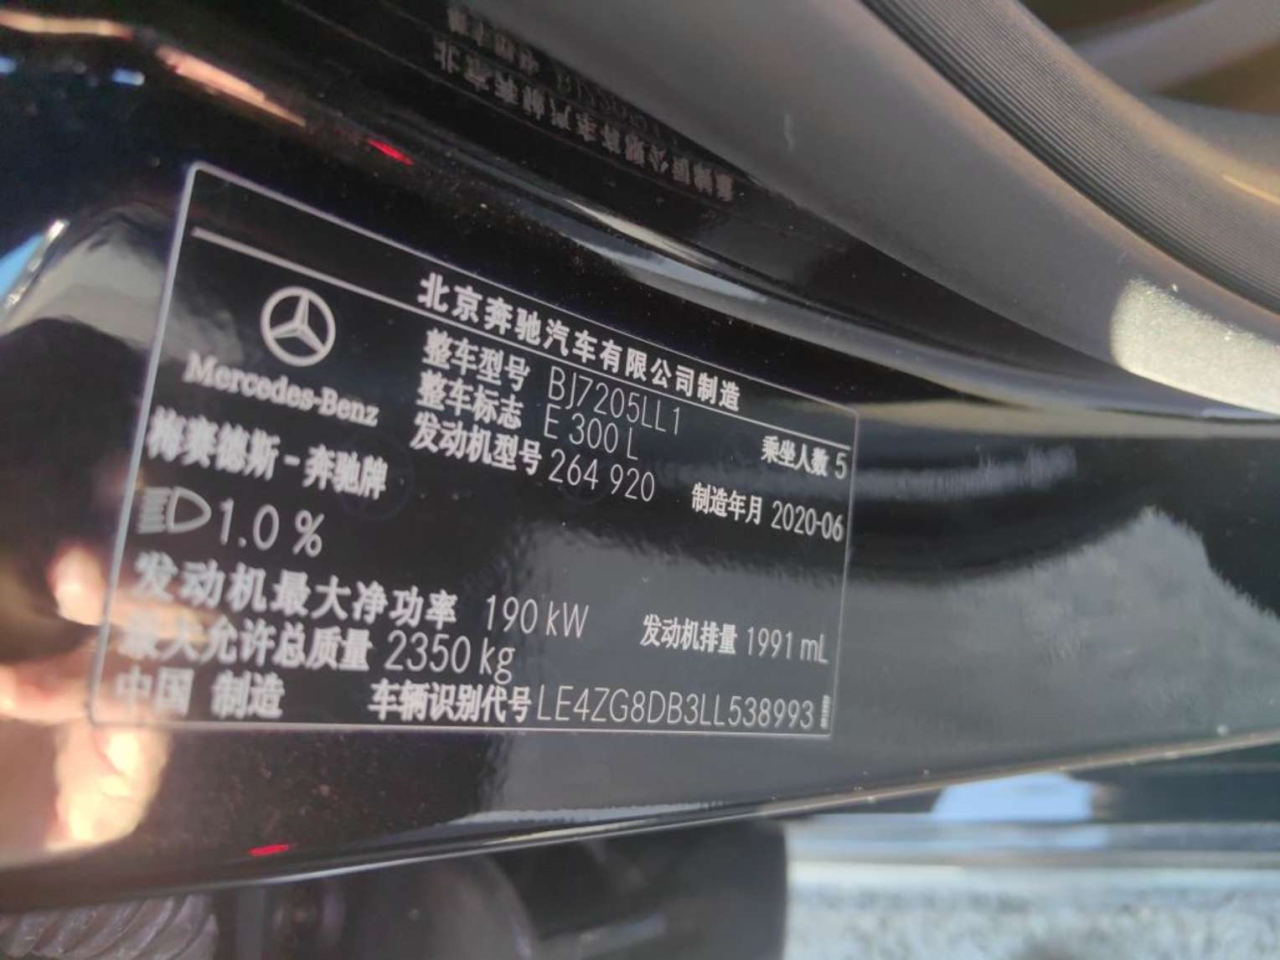 北京奔驰汽车有限公司制造
Mercedes-Benz
梅赛德斯-奔驰牌
整车型号 BJ7205LL1
整车标志 E 300 L
乘坐人数 5
发动机型号 264 920
制造年月 2020-06
1.0 %
发动机最大净功率 190 kW
发动机排量 1991 mL
最大允许总质量 2350 kg
中国 制造
车辆识别代号 LE4ZG8DB3LL538993